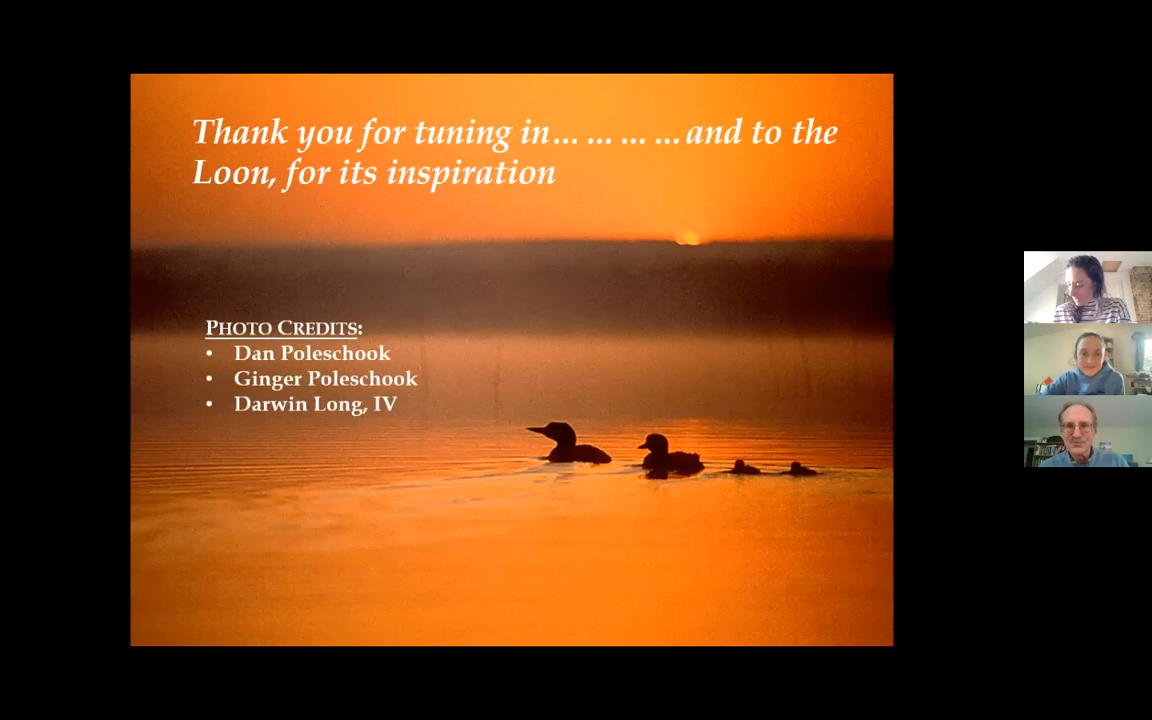 Thank you for tuning in… … … …and to the
Loon, for its inspiration
PHOTO CREDITS:
• Dan Poleschook
• Ginger Poleschook
• Darwin Long, IV